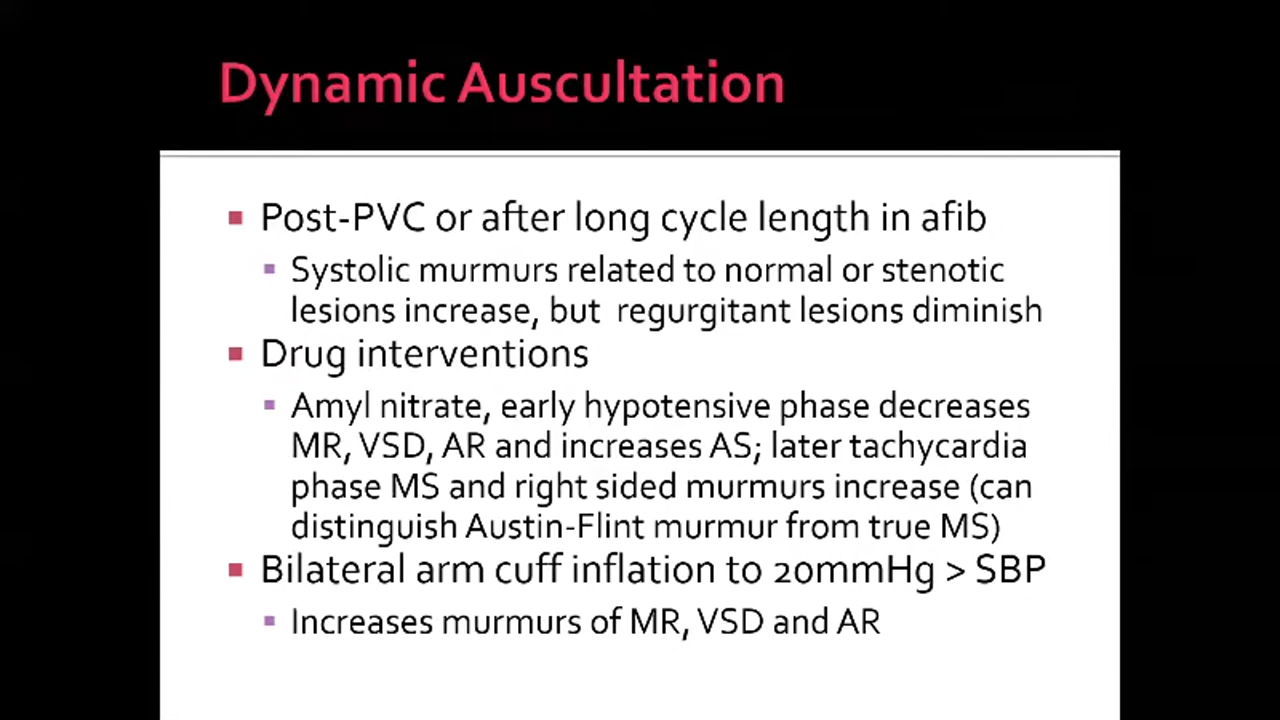 Dynamic Auscultation
Post-PVC or after long cycle length in afib
Systolic murmurs related to normal or stenotic
lesions increase, but regurgitant lesions diminish
Drug interventions
Amyl nitrate, early hypotensive phase decreases
MR, VSD, AR and increases AS; later tachycardia
phase MS and right sided murmurs increase (can
distinguish Austin-Flint murmur from true MS)
Bilateral arm cuff inflation to 20mmHg > SBP
Increases murmurs of MR, VSD and AR